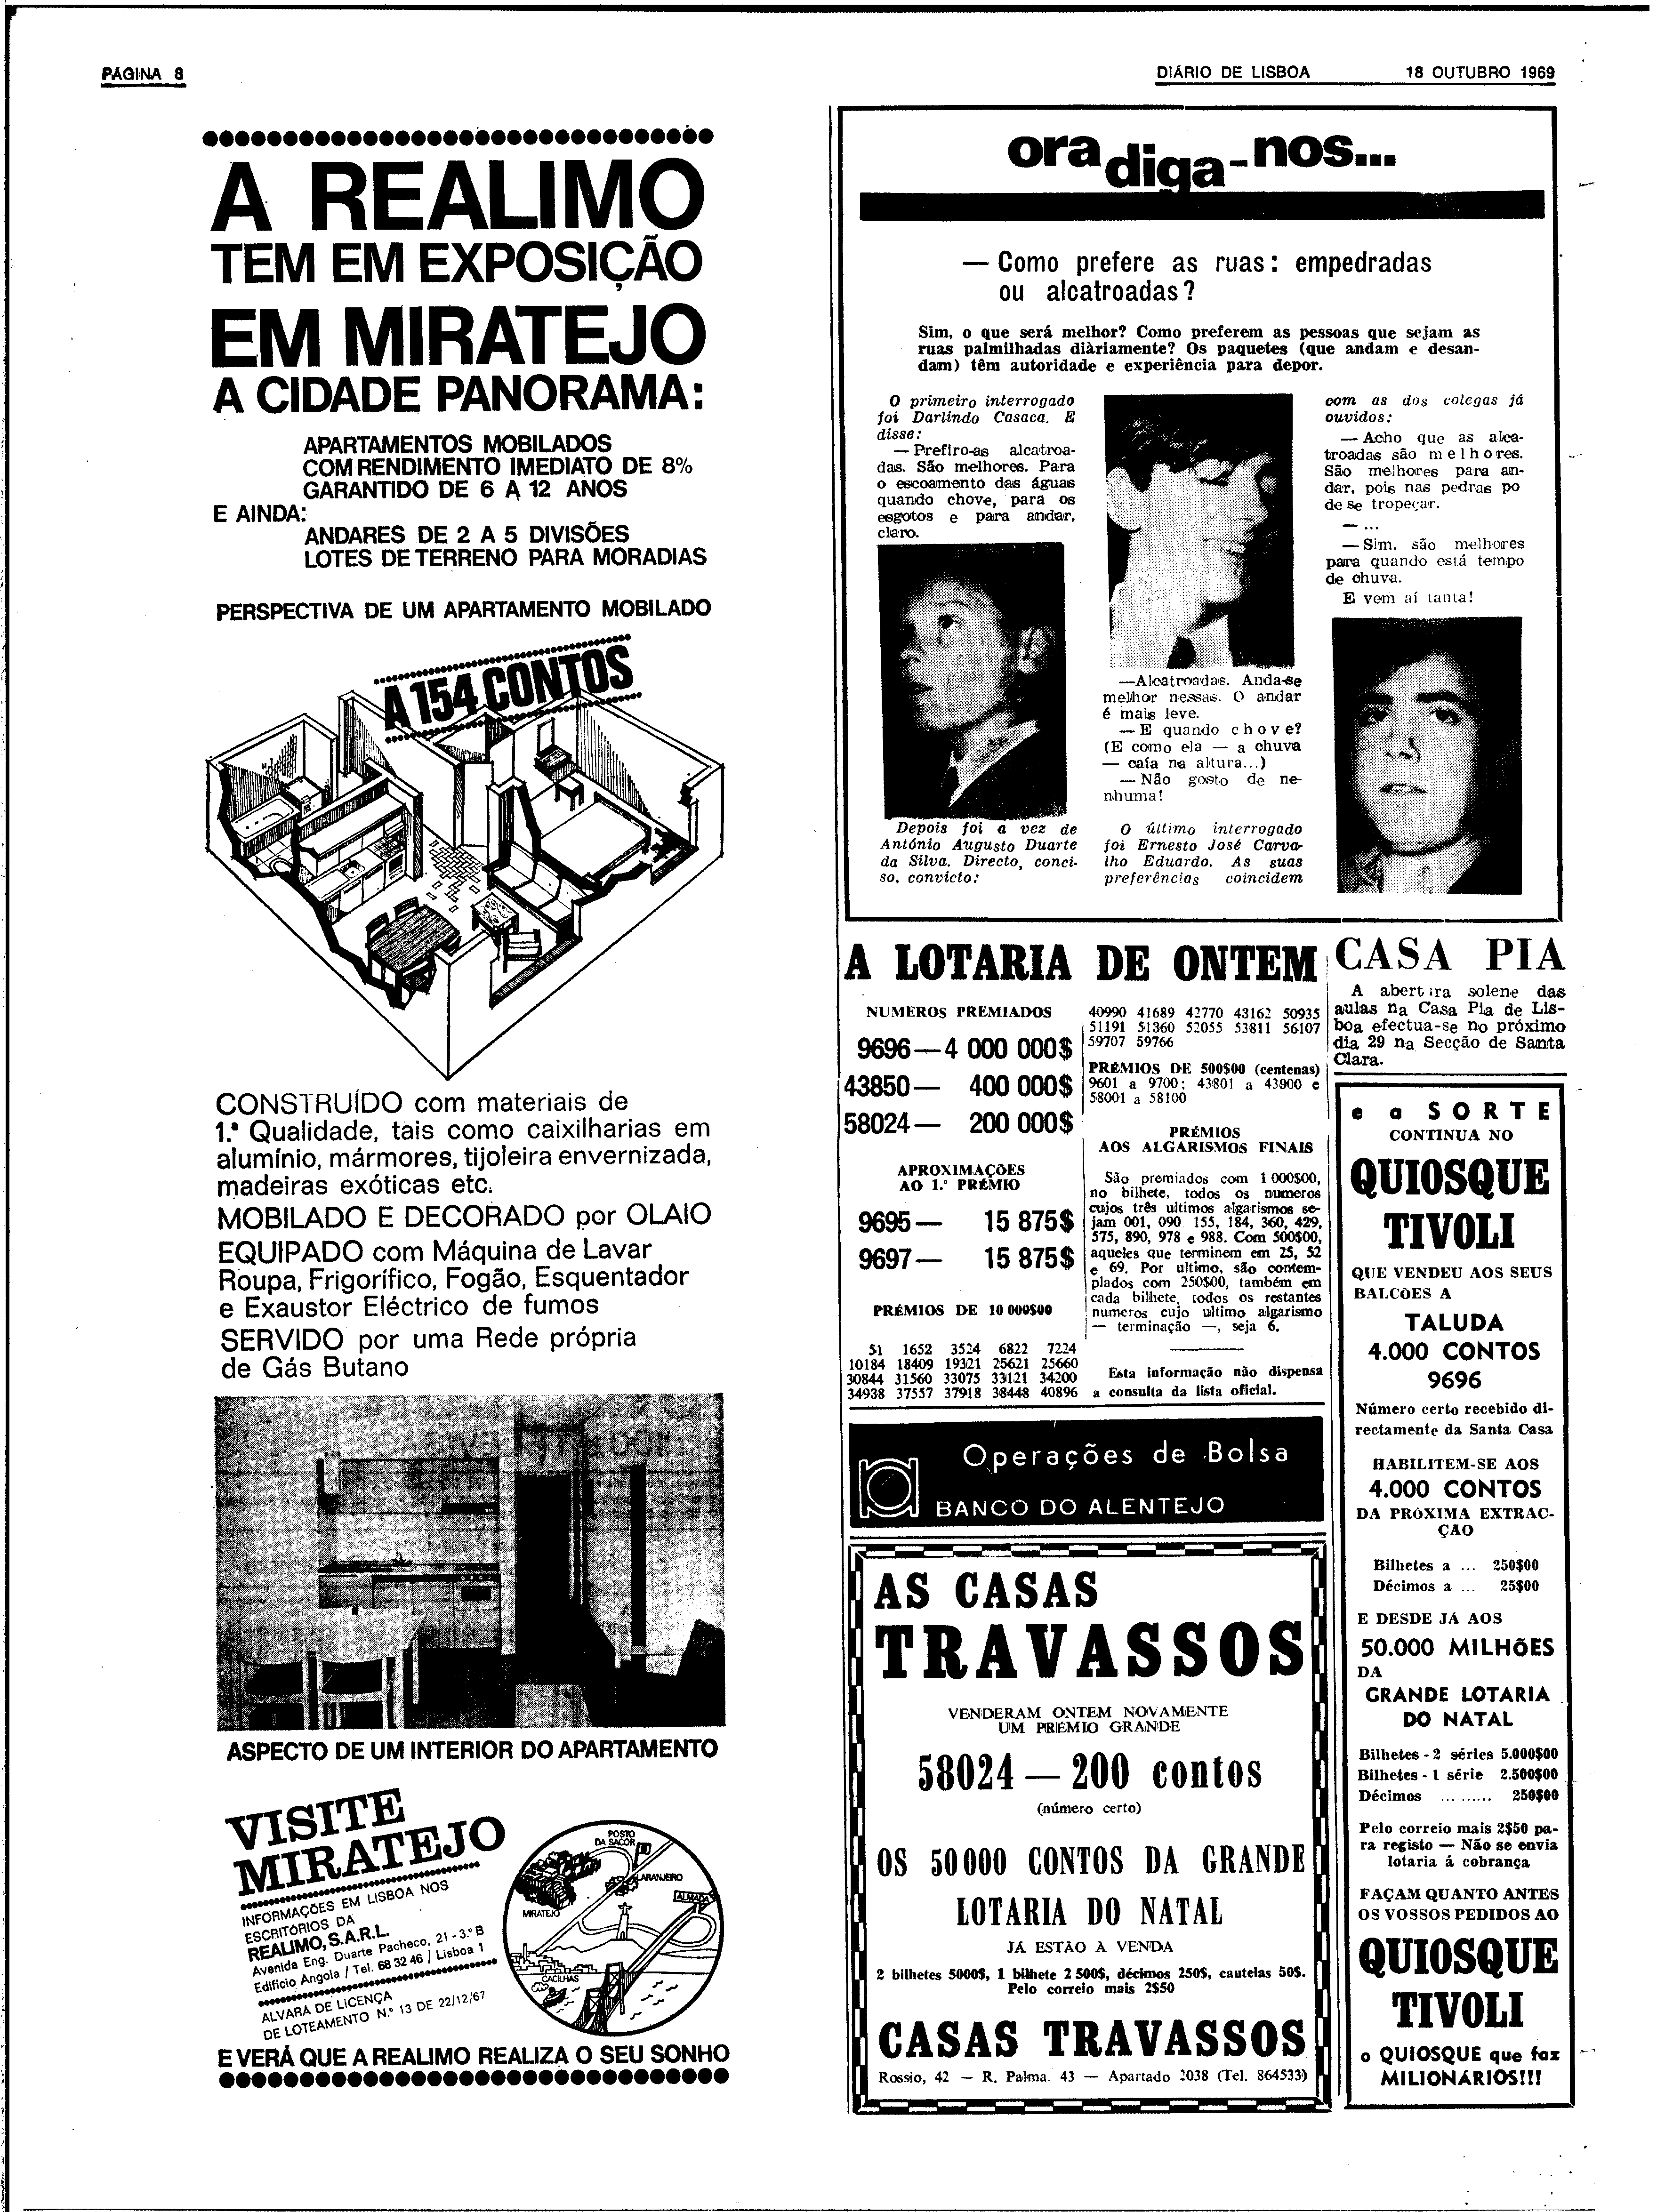 PÁGINA 8
DIÁRIO DE LISBOA
18 OUTUBRO 1969
A REALIMO
TEM EM EXPOSIÇÃO
EM MIRATEJO
A CIDADE PANORAMA:
APARTAMENTOS MOBILADOS
COM RENDIMENTO IMEDIATO DE 8%
GARANTIDO DE 6 A 12 ANOS
E AINDA:
ANDARES DE 2 A 5 DIVISÕES
LOTES DE TERRENO PARA MORADIAS
PERSPECTIVA DE UM APARTAMENTO MOBILADO
A 154 CONTOS
CONSTRUÍDO com materiais de
1.ª Qualidade, tais como caixilharias em
alumínio, mármores, tijoleira envernizada,
madeiras exóticas etc.
MOBILADO E DECORADO por OLAIO
EQUIPADO com Máquina de Lavar
Roupa, Frigorífico, Fogão, Esquentador
e Exaustor Eléctrico de fumos
SERVIDO por uma Rede própria
de Gás Butano
ASPECTO DE UM INTERIOR DO APARTAMENTO
VISITE
MIRATEJO
INFORMAÇÕES EM LISBOA NOS
ESCRITÓRIOS DA
REALIMO, S.A.R.L.
Avenida Eng. Duarte Pacheco, 21 - 3.º B
Edifício Angola / Tel. 68 32 46 / Lisboa 1
ALVARÁ DE LICENÇA
DE LOTEAMENTO N.º 13 DE 22/12/67
POSTO
DA SACOR
LARANJEIRO
ALMADA
MIRATEJO
CACILHAS
E VERÁ QUE A REALIMO REALIZA O SEU SONHO
ora diga-nos...
— Como prefere as ruas: empedradas
ou alcatroadas?
Sim, o que será melhor? Como preferem as pessoas que sejam as
ruas palmilhadas diàriamente? Os paquetes (que andam e desan-
dam) têm autoridade e experiência para depor.
O primeiro interrogado
foi Darlindo Casaca. E
disse:
— Prefiro-as alcatroa-
das. São melhores. Para
o escoamento das águas
quando chove, para os
esgotos e para andar,
claro.
Depois foi a vez de
António Augusto Duarte
da Silva. Directo, conci-
so, convicto:
—Alcatroadas. Anda-se
melhor nessas. O andar
é mais leve.
— E quando chove?
(E como ela — a chuva
— caía na altura...)
— Não gosto de ne-
nhuma!
O último interrogado
foi Ernesto José Carva-
lho Eduardo. As suas
preferências coincidem
com as dos colegas já
ouvidos:
— Acho que as alca-
troadas são melhores.
São melhores para an-
dar, pois nas pedras po
de se tropeçar.
— ...
— Sim, são melhores
para quando está tempo
de chuva.
E vem aí tanta!
A LOTARIA DE ONTEM
NUMEROS PREMIADOS
9696 — 4 000 000$
43850 — 400 000$
58024 — 200 000$
APROXIMAÇÕES
AO 1.º PRÉMIO
9695 — 15 875$
9697 — 15 875$
PRÉMIOS DE 10 000$00
51 1652 3524 6822 7224
10184 18409 19321 25621 25660
30844 31560 33075 33121 34200
34938 37557 37918 38448 40896
40990 41689 42770 43162 50935
51191 51360 52055 53811 56107
59707 59766
PRÉMIOS DE 500$00 (centenas)
9601 a 9700; 43801 a 43900 e
58001 a 58100
PRÉMIOS
AOS ALGARISMOS FINAIS
São premiados com 1 000$00,
no bilhete, todos os numeros
cujos três ultimos algarismos se-
jam 001, 090 155, 184, 360, 429,
575, 890, 978 e 988. Com 500$00,
aqueles que terminem em 25, 52
e 69. Por ultimo, são contem-
plados com 250$00, também em
cada bilhete, todos os restantes
numeros cujo ultimo algarismo
— terminação —, seja 6.
Esta informação não dispensa
a consulta da lista oficial.
CASA PIA
A abertira solene das
aulas na Casa Pia de Lis-
boa efectua-se no próximo
dia 29 na Secção de Santa
Clara.
Operações de Bolsa
BANCO DO ALENTEJO
AS CASAS
TRAVASSOS
VENDERAM ONTEM NOVAMENTE
UM PRÉMIO GRANDE
58024 — 200 contos
(número certo)
OS 50 000 CONTOS DA GRANDE
LOTARIA DO NATAL
JÁ ESTÃO À VENDA
2 bilhetes 5000$, 1 bilhete 2 500$, décimos 250$, cautelas 50$.
Pelo correio mais 2$50
CASAS TRAVASSOS
Rossio, 42 — R. Palma 43 — Apartado 2038 (Tel. 864533)
e a SORTE
CONTINUA NO
QUIOSQUE
TIVOLI
QUE VENDEU AOS SEUS
BALCÕES A
TALUDA
4.000 CONTOS
9696
Número certo recebido di-
rectamente da Santa Casa
HABILITEM-SE AOS
4.000 CONTOS
DA PRÓXIMA EXTRAC-
ÇÃO
Bilhetes a ... 250$00
Décimos a ... 25$00
E DESDE JÁ AOS
50.000 MILHÕES
DA
GRANDE LOTARIA
DO NATAL
Bilhetes - 2 séries 5.000$00
Bilhetes - 1 série 2.500$00
Décimos .......... 250$00
Pelo correio mais 2$50 pa-
ra registo — Não se envia
lotaria á cobrança
FAÇAM QUANTO ANTES
OS VOSSOS PEDIDOS AO
QUIOSQUE
TIVOLI
o QUIOSQUE que faz
MILIONÁRIOS!!!